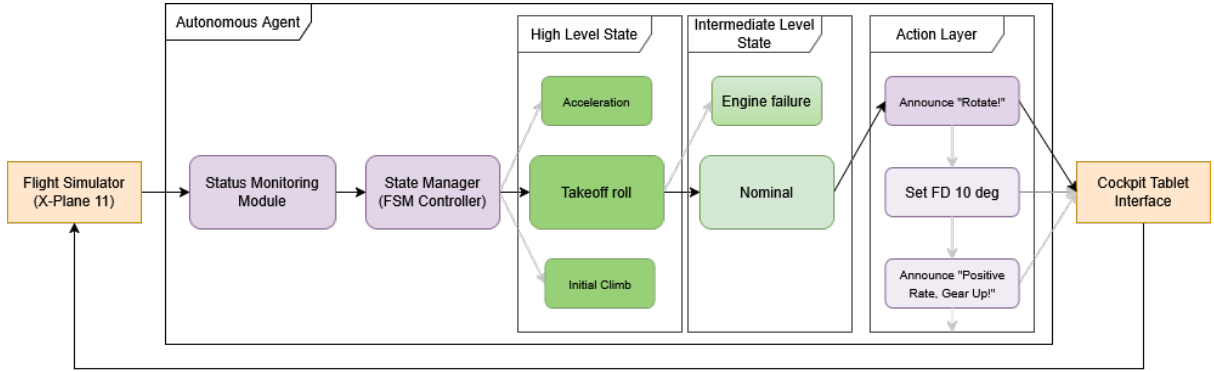 Autonomous Agent
High Level State
Intermediate Level
State
Action Layer
Acceleration
Engine failure
Announce "Rotate!"
Flight Simulator
(X-Plane 11)
Status Monitoring
Module
State Manager
(FSM Controller)
Takeoff roll
Nominal
Set FD 10 deg
Cockpit Tablet
Interface
Initial Climb
Announce "Positive
Rate, Gear Up!"